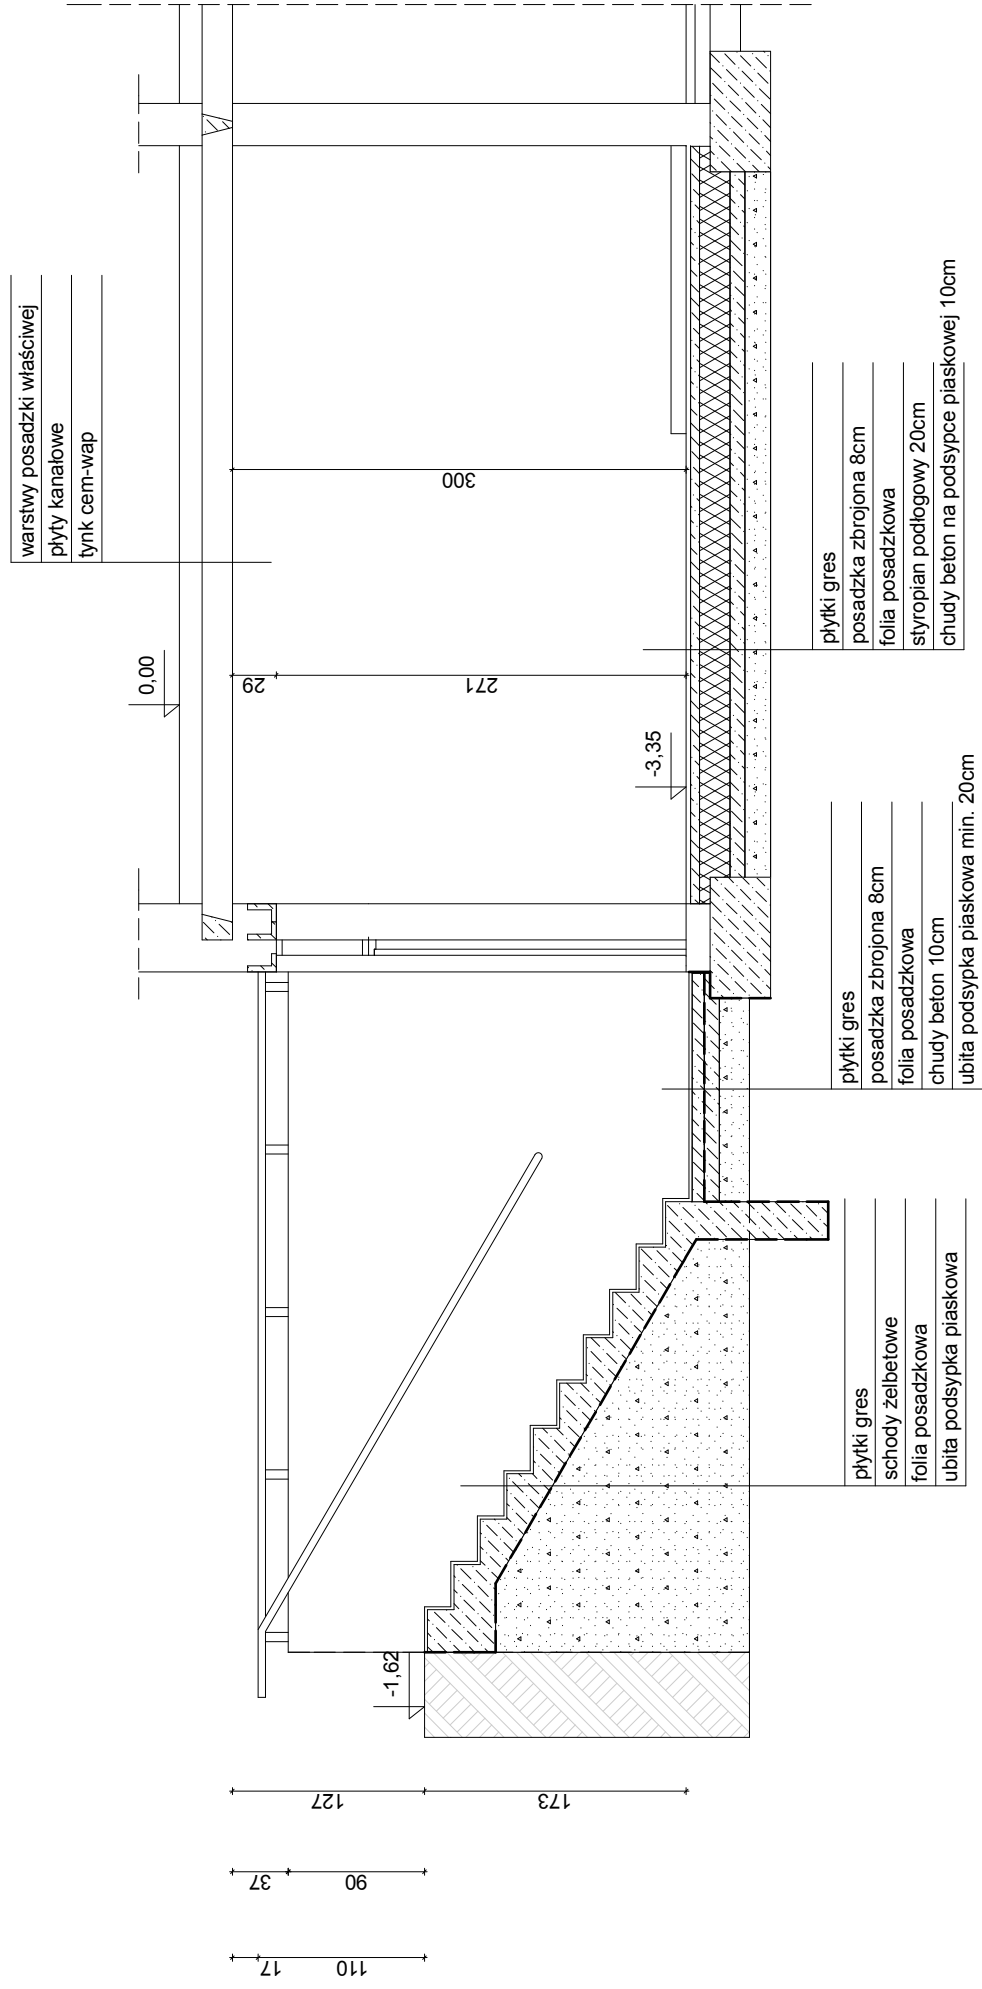 warstwy posadzki właściwej
płyty kanałowe
tynk cem-wap
0,00
300
29
271
-3,35
płytki gres
posadzka zbrojona 8cm
folia posadzkowa
styropian podłogowy 20cm
chudy beton na podsypce piaskowej 10cm
płytki gres
posadzka zbrojona 8cm
folia posadzkowa
chudy beton 10cm
ubita podsypka piaskowa min. 20cm
płytki gres
schody żelbetowe
folia posadzkowa
ubita podsypka piaskowa
-1,62
127
173
37
90
17
110